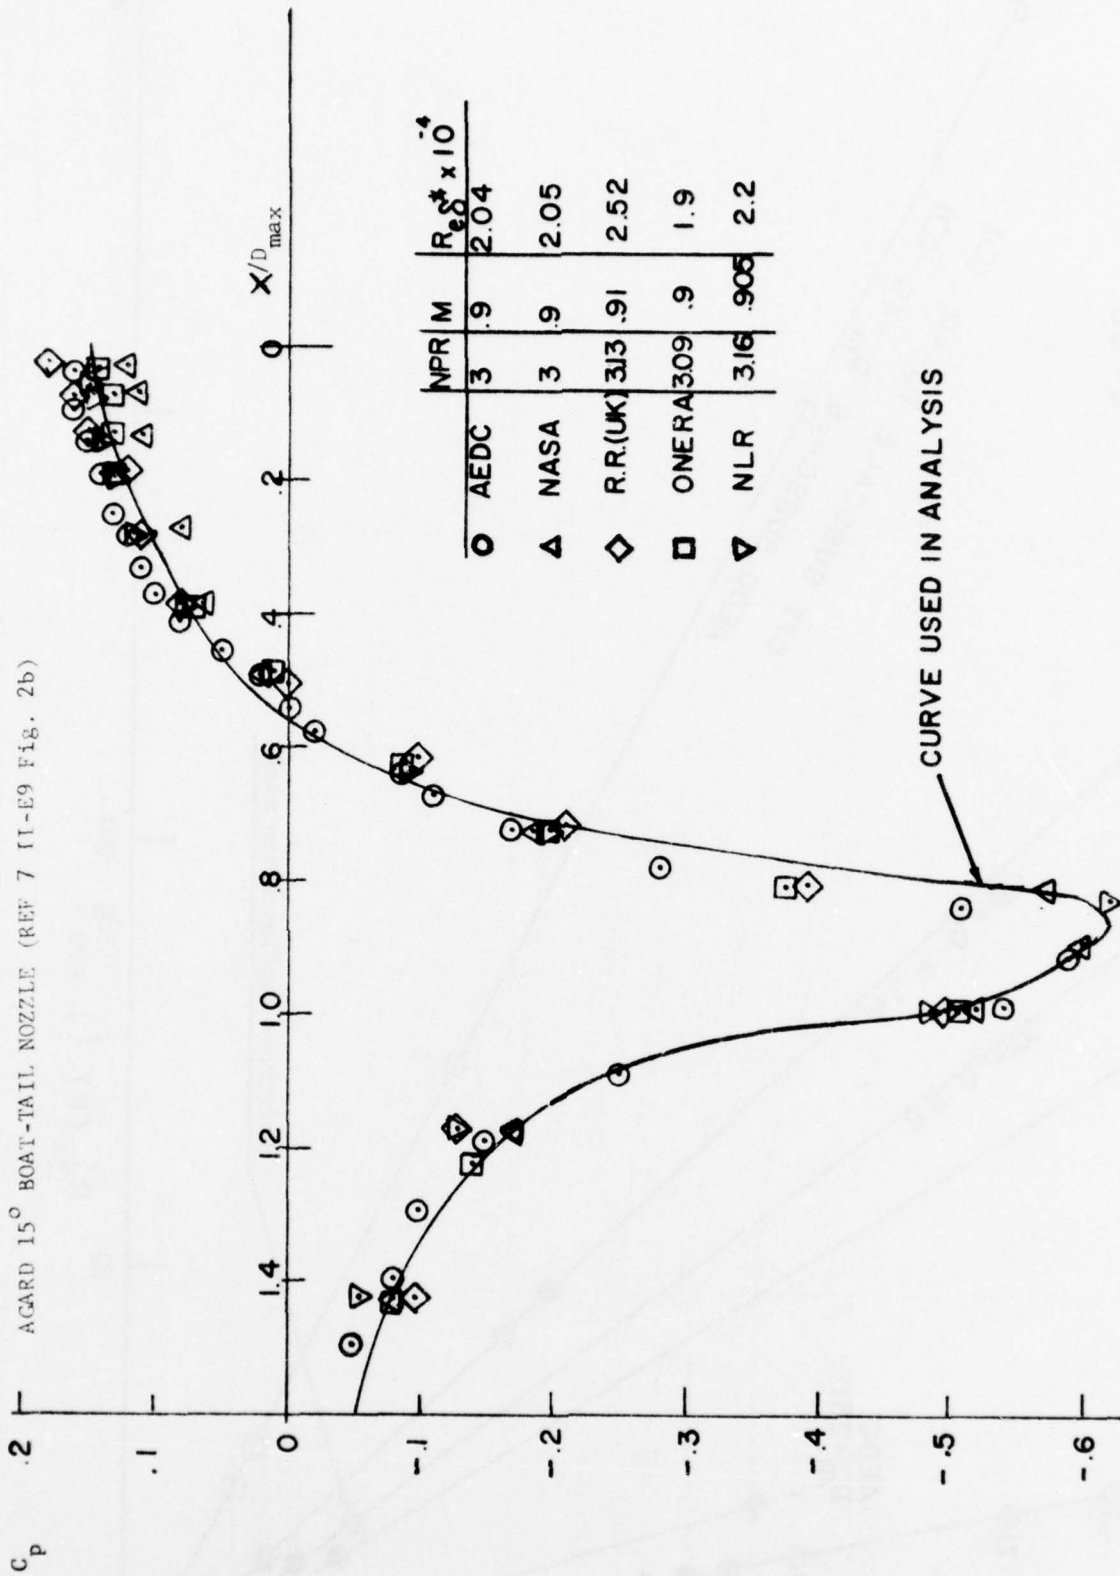 AGARD 15° BOAT-TAIL NOZZLE (REF 7 II-E9 Fig. 2b)
Cp
.2
.1
0
-.1
-.2
-.3
-.4
-.5
-.6
1.4
1.2
1.0
.8
.6
.4
.2
0
X/Dmax
NPR M Reδ* x 10⁻⁴
AEDC 3 .9 2.04
NASA 3 .9 2.05
R.R.(UK) 3.13 .91 2.52
ONERA 3.09 .9 1.9
NLR 3.16 .905 2.2
CURVE USED IN ANALYSIS